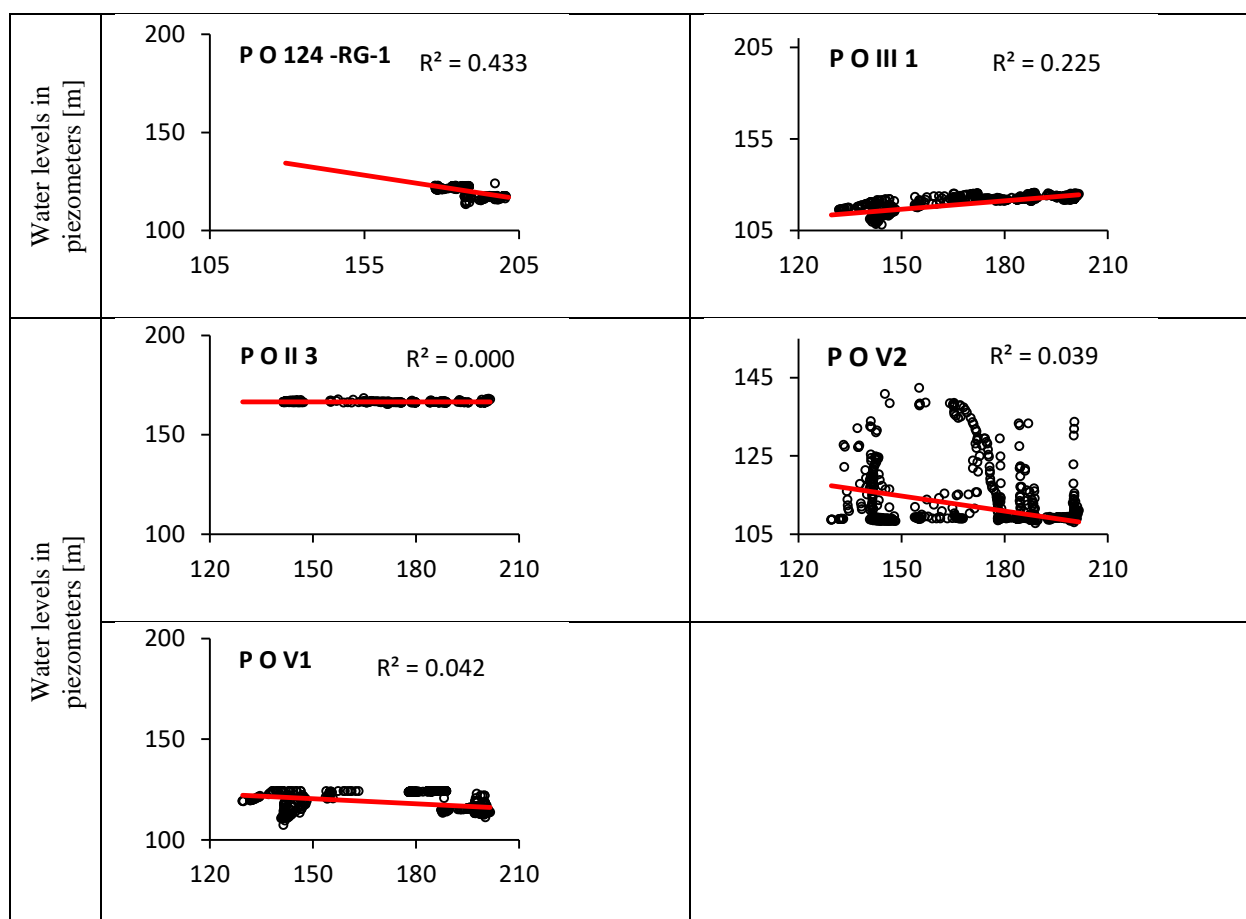 Water levels in
piezometers [m]
P O 124 -RG-1
R² = 0.433
200
150
100
105 155 205
P O III 1
R² = 0.225
205
155
105
120 150 180 210
Water levels in
piezometers [m]
P O II 3
R² = 0.000
200
150
100
120 150 180 210
P O V2
R² = 0.039
145
125
105
120 150 180 210
P O V1
R² = 0.042
200
150
100
120 150 180 210